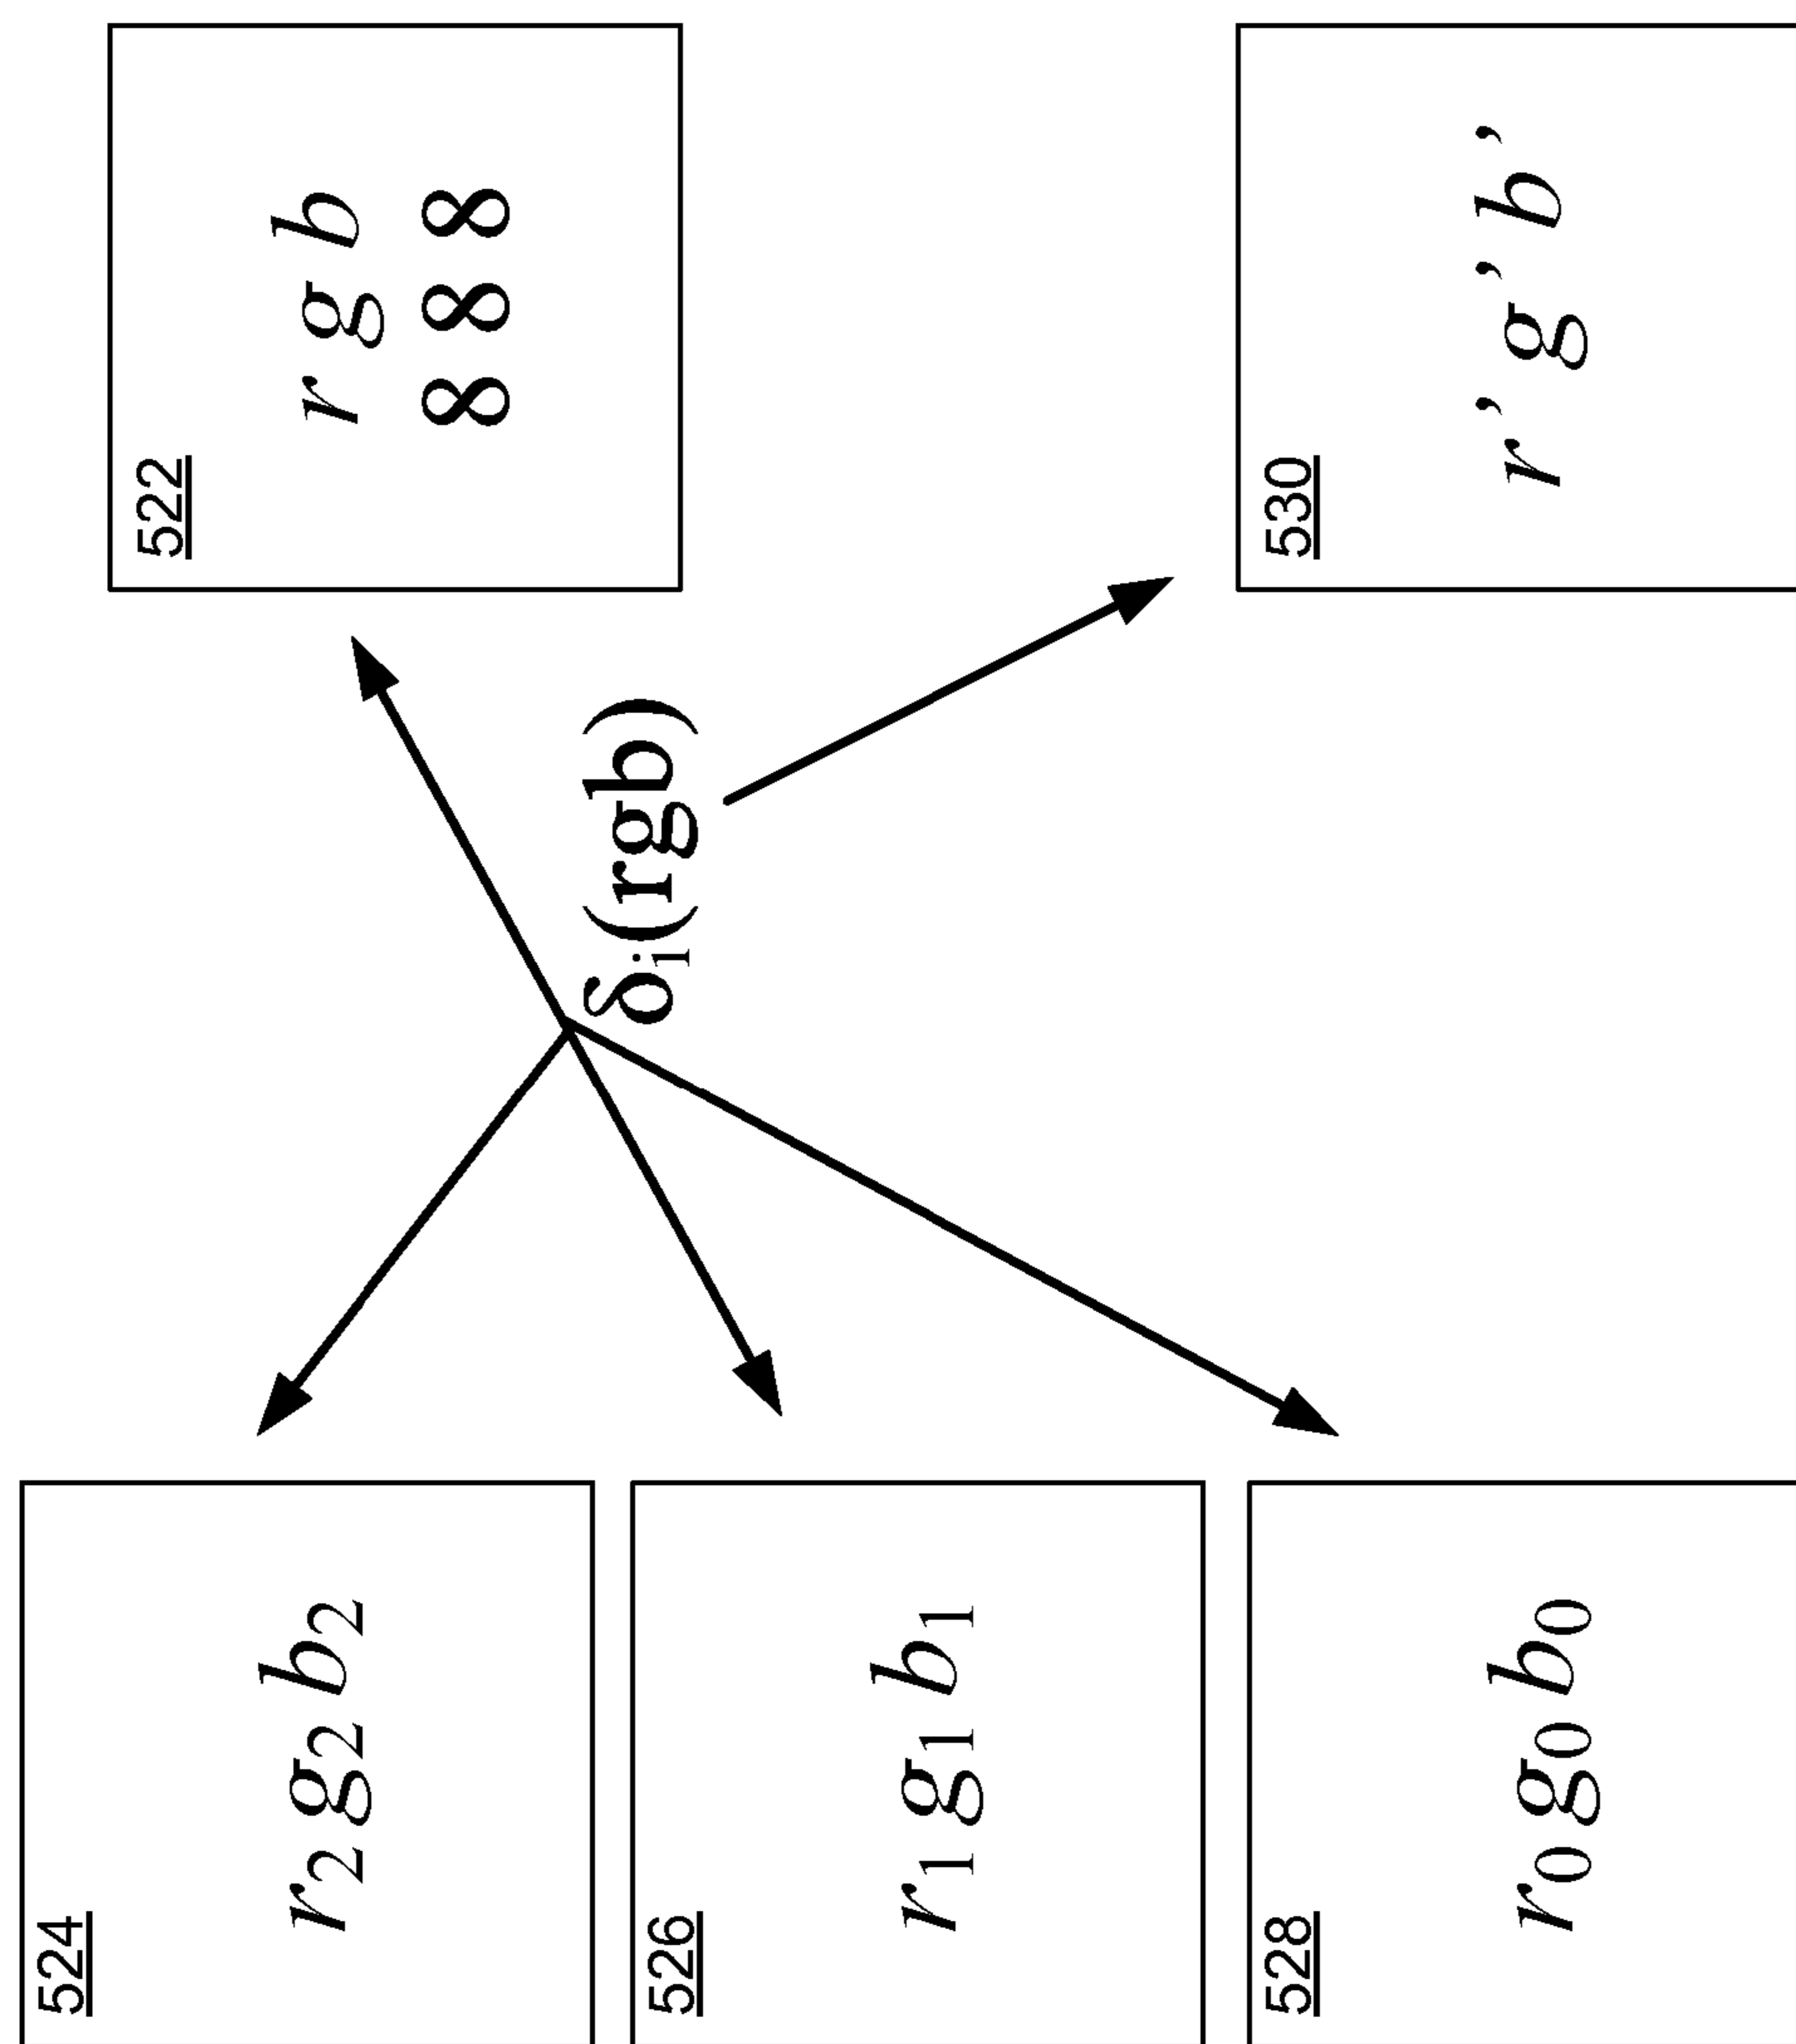 524
r₂ g₂ b₂
526
r₁ g₁ b₁
528
r₀ g₀ b₀
δᵢ(rgb)
522
r g b
8 8 8
530
r’ g’ b’